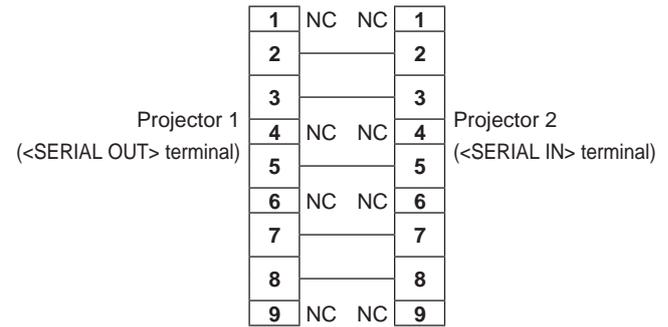 1 NC NC 1
2 2
3 3
Projector 1
(<SERIAL OUT> terminal)
4 NC NC 4
Projector 2
(<SERIAL IN> terminal)
5 5
6 NC NC 6
7 7
8 8
9 NC NC 9